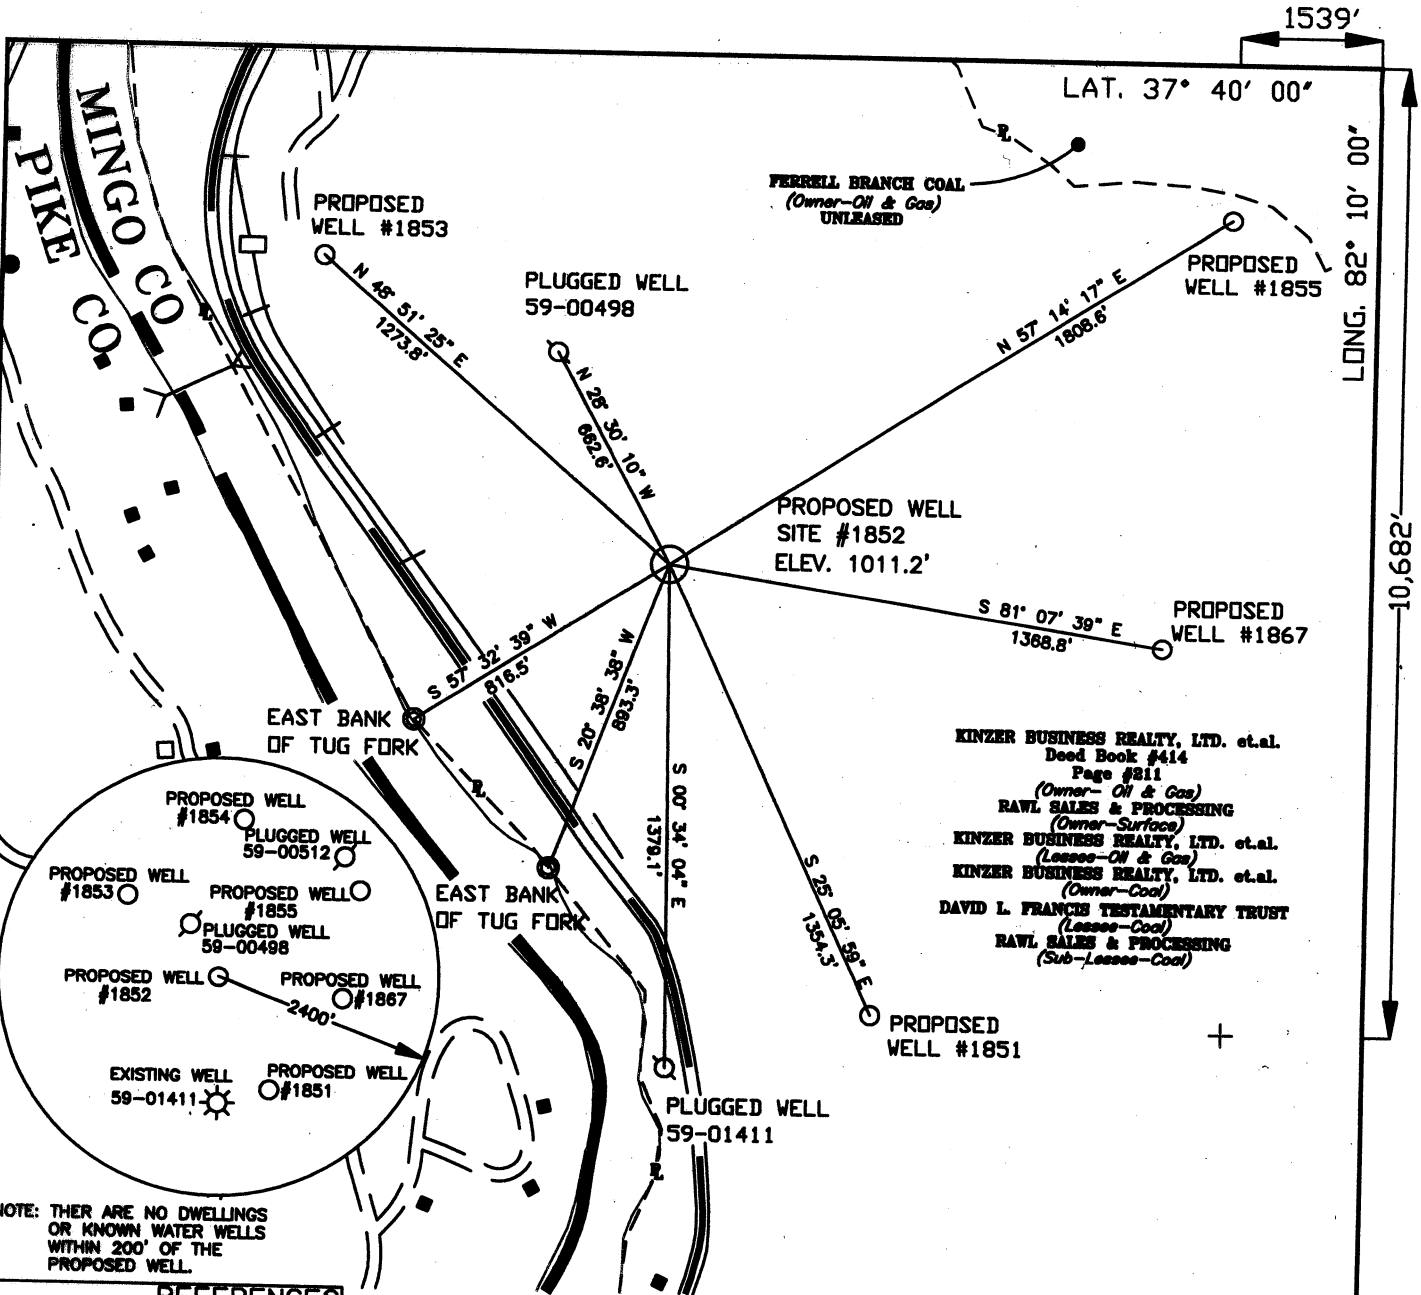 1539'
LAT. 37° 40' 00"
LONG. 82° 10' 00"
10,682'
MINGO CO
PIKE CO.
PROPOSED
WELL #1853
N 48° 51' 25" E
1273.8'
PLUGGED WELL
59-00498
N 28° 30' 10" W
662.6'
FERRELL BRANCH COAL
(Owner-Oil & Gas)
UNLEASED
PL
PROPOSED
WELL #1855
N 57° 14' 17" E
1808.6'
PL
PROPOSED WELL
SITE #1852
ELEV. 1011.2'
S 81° 07' 39" E
1368.8'
PROPOSED
WELL #1867
S 57° 32' 39" W
816.5'
EAST BANK
OF TUG FORK
S 20° 38' 38" W
893.3'
PL
EAST BANK
OF TUG FORK
S 00° 34' 04" E
1379.1'
S 25° 05' 59" E
1354.3'
KINZER BUSINESS REALTY, LTD. et.al.
Deed Book #414
Page #211
(Owner- Oil & Gas)
RAWL SALES & PROCESSING
(Owner-Surface)
KINZER BUSINESS REALTY, LTD. et.al.
(Lessee-Oil & Gas)
KINZER BUSINESS REALTY, LTD. et.al.
(Owner-Coal)
DAVID L. FRANCIS TESTAMENTARY TRUST
(Lessee-Coal)
RAWL SALES & PROCESSING
(Sub-Lessee-Coal)
PROPOSED
WELL #1851
PLUGGED WELL
59-01411
PL
PROPOSED WELL
#1854
PLUGGED WELL
59-00512
PROPOSED WELL
#1853
PROPOSED WELL
#1855
PLUGGED WELL
59-00498
PROPOSED WELL
#1852
PROPOSED WELL
#1867
2400'
EXISTING WELL
59-01411
PROPOSED WELL
#1851
NOTE: THER ARE NO DWELLINGS
OR KNOWN WATER WELLS
WITHIN 200' OF THE
PROPOSED WELL.
REFERENCES